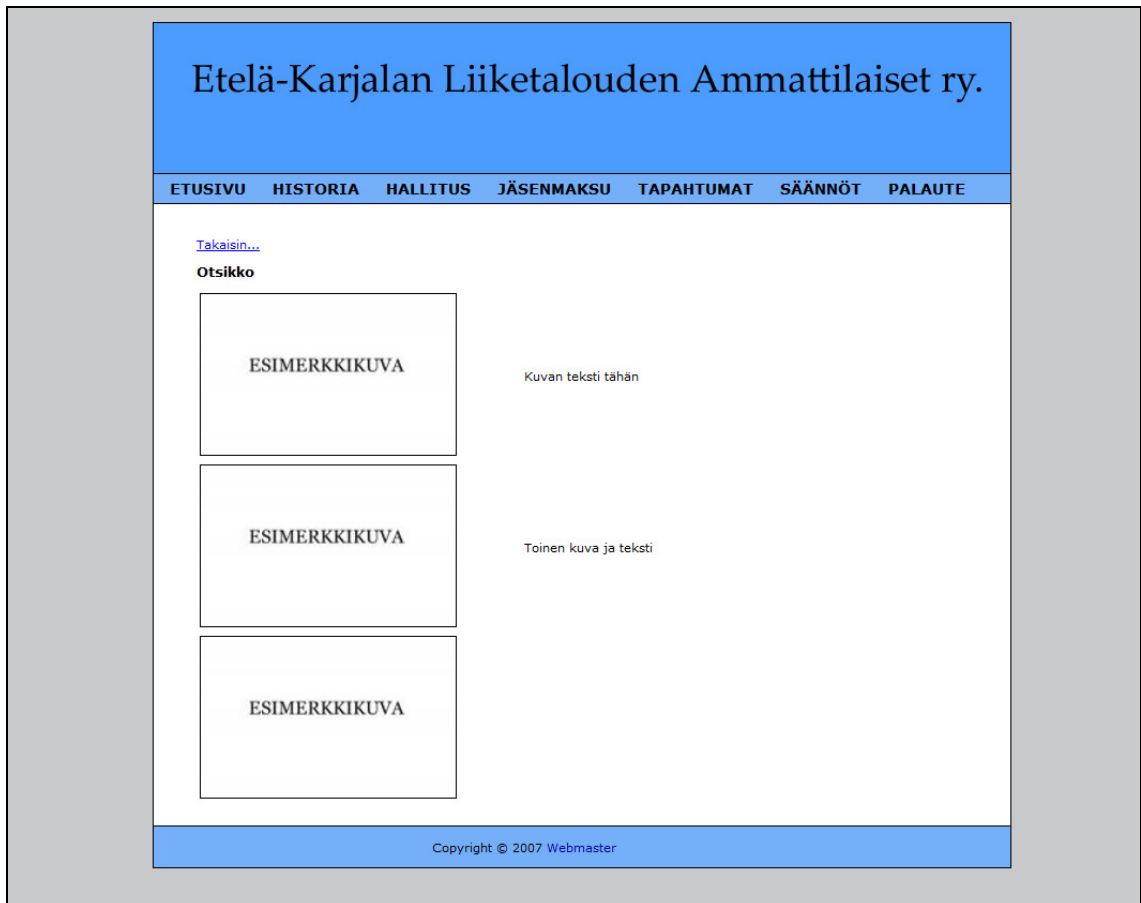 Etelä-Karjalan Liiketalouden Ammattilaiset ry.
ETUSIVU HISTORIA HALLITUS JÄSENMAKSU TAPAHTUMAT SÄÄNNÖT PALAUTE
Takaisin...
Otsikko
ESIMERKKIKUVA
Kuvan teksti tähän
ESIMERKKIKUVA
Toinen kuva ja teksti
ESIMERKKIKUVA
Copyright © 2007 Webmaster